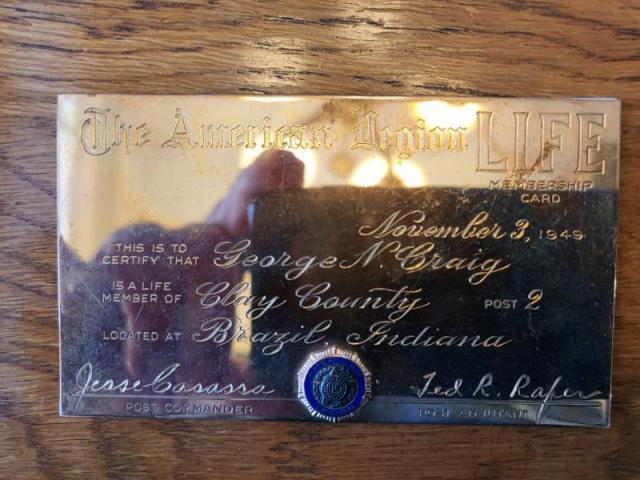 The American Legion LIFE
MEMBERSHIP
CARD
November 3, 1949
THIS IS TO
CERTIFY THAT George N. Craig
IS A LIFE
MEMBER OF Clay County POST 2
LOCATED AT Brazil, Indiana
Jesse Casassa Ted R. Rafer
POST COMMANDER POST ADJUTANT